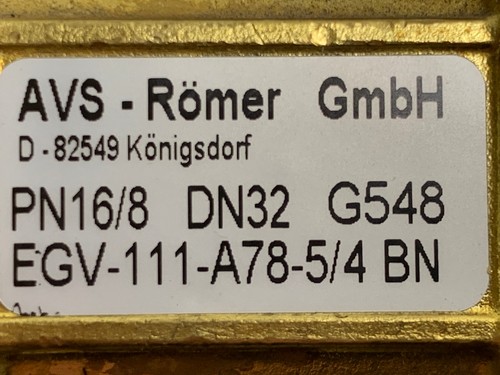 AVS - Römer GmbH
D - 82549 Königsdorf
PN16/8 DN32 G548
EGV-111-A78-5/4 BN